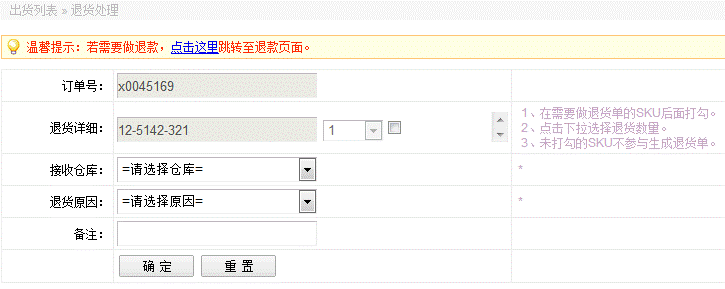 出货列表 » 退货处理
温馨提示：若需要做退款，点击这里跳转至退款页面。
订单号： x0045169
退货详细： 12-5142-321 1
1、在需要做退货单的SKU后面打勾。
2、点击下拉选择退货数量。
3、未打勾的SKU不参与生成退货单。
接收仓库： =请选择仓库= *
退货原因： =请选择原因= *
备注：
确 定 重 置